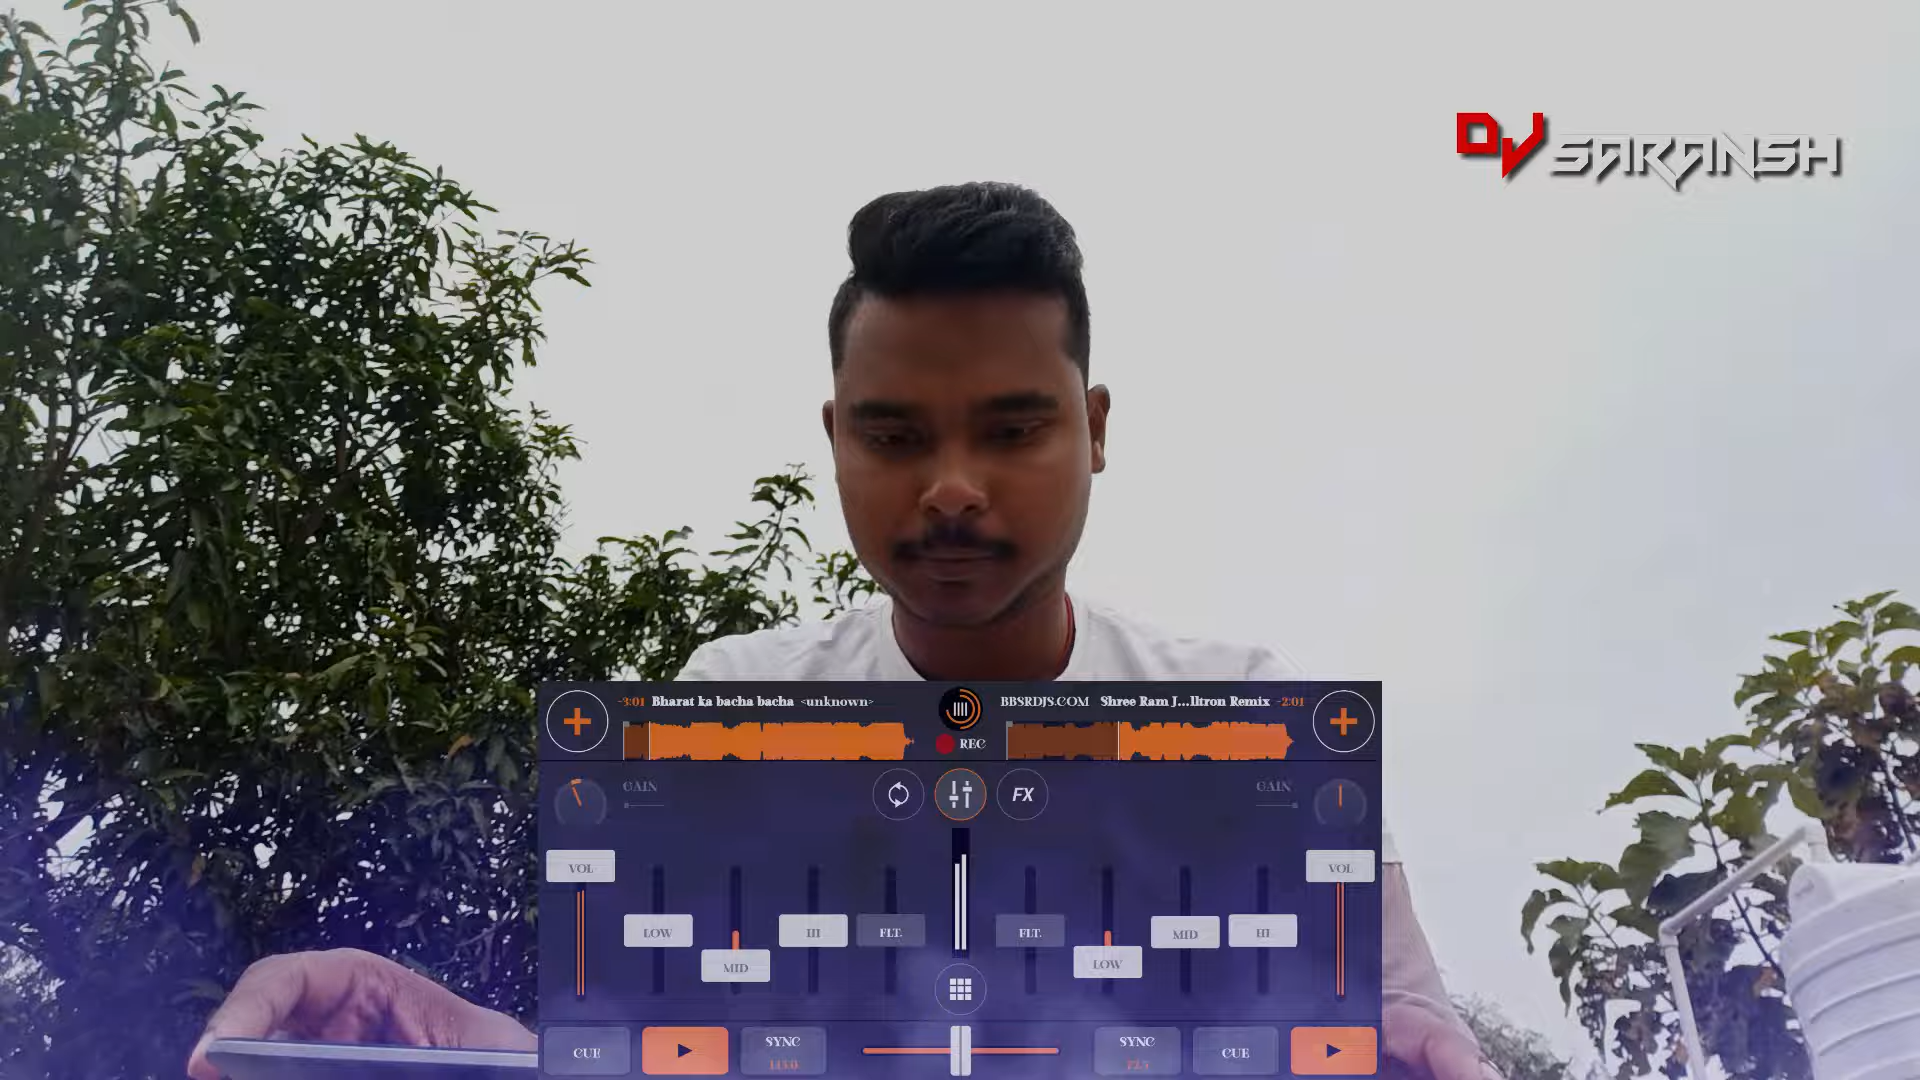 DJ SARANSH
-3:01 Bharat ka bacha bacha <unknown>
BBSRDJS.COM Shree Ram J...lltron Remix -2:01
REC
GAIN
FX
GAIN
VOL
VOL
LOW
MID
HI
FLT.
FLT.
LOW
MID
HI
CUE
SYNC
SYNC
CUE